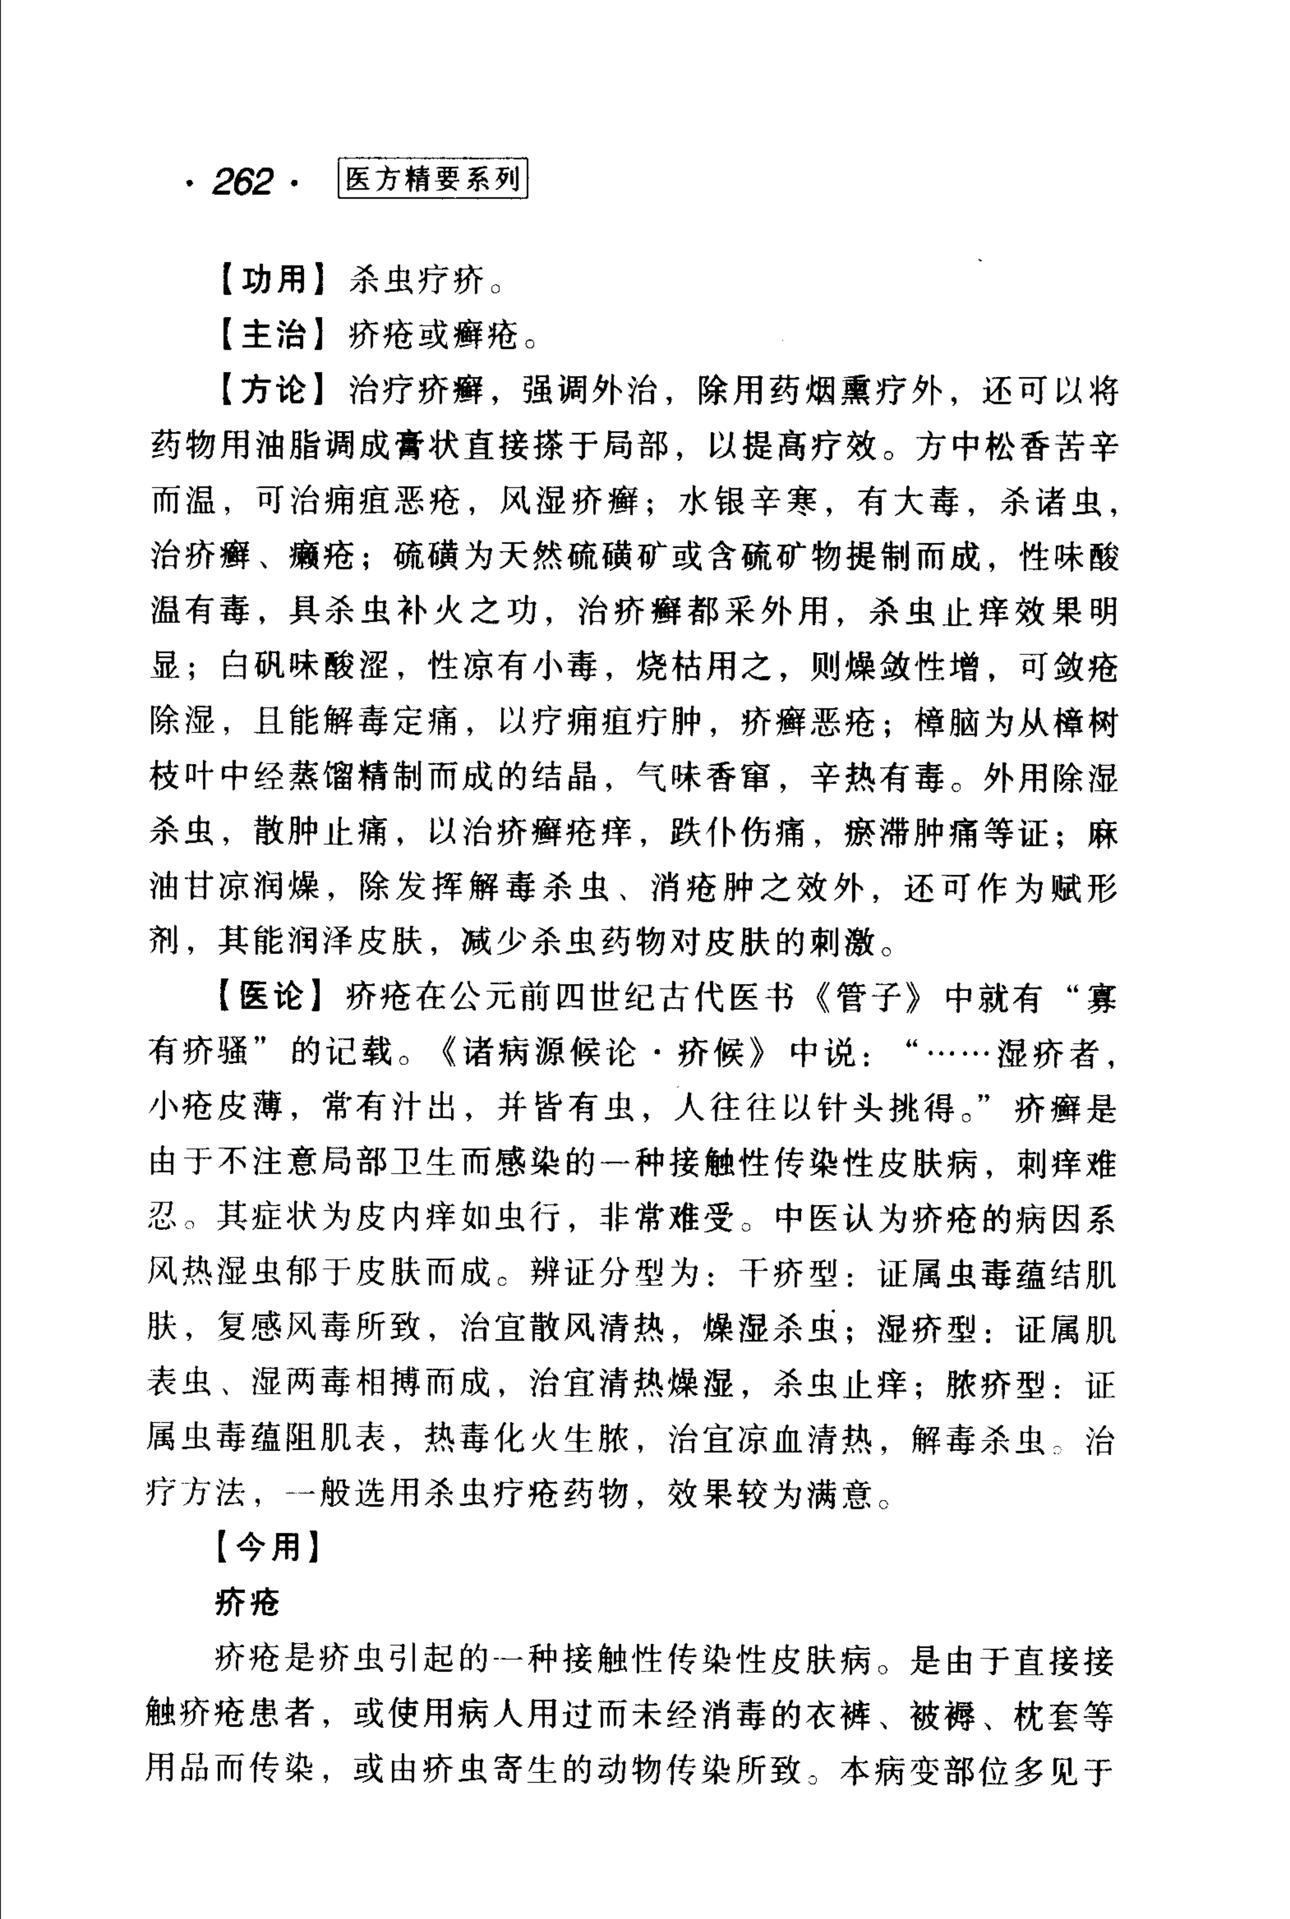 · 262 · 医方精要系列
【功用】 杀虫疗疥。
【主治】 疥疮或癣疮。
【方论】 治疗疥癣，强调外治，除用药烟熏疗外，还可以将
药物用油脂调成膏状直接搽于局部，以提高疗效。方中松香苦辛
而温，可治痈疽恶疮，风湿疥癣；水银辛寒，有大毒，杀诸虫，
治疥癣、癞疮；硫磺为天然硫磺矿或含硫矿物提制而成，性味酸
温有毒，具杀虫补火之功，治疥癣都采外用，杀虫止痒效果明
显；白矾味酸涩，性凉有小毒，烧枯用之，则燥敛性增，可敛疮
除湿，且能解毒定痛，以疗痈疽疔肿，疥癣恶疮；樟脑为从樟树
枝叶中经蒸馏精制而成的结晶，气味香窜，辛热有毒。外用除湿
杀虫，散肿止痛，以治疥癣疮痒，跌仆伤痛，瘀滞肿痛等证；麻
油甘凉润燥，除发挥解毒杀虫、消疮肿之效外，还可作为赋形
剂，其能润泽皮肤，减少杀虫药物对皮肤的刺激。
【医论】 疥疮在公元前四世纪古代医书《管子》中就有“寡
有疥骚”的记载。《诸病源候论·疥候》中说：“……湿疥者，
小疮皮薄，常有汁出，并皆有虫，人往往以针头挑得。”疥癣是
由于不注意局部卫生而感染的一种接触性传染性皮肤病，刺痒难
忍。其症状为皮内痒如虫行，非常难受。中医认为疥疮的病因系
风热湿虫郁于皮肤而成。辨证分型为：干疥型：证属虫毒蕴结肌
肤，复感风毒所致，治宜散风清热，燥湿杀虫；湿疥型：证属肌
表虫、湿两毒相搏而成，治宜清热燥湿，杀虫止痒；脓疥型：证
属虫毒蕴阻肌表，热毒化火生脓，治宜凉血清热，解毒杀虫。治
疗方法，一般选用杀虫疗疮药物，效果较为满意。
【今用】
疥疮
疥疮是疥虫引起的一种接触性传染性皮肤病。是由于直接接
触疥疮患者，或使用病人用过而未经消毒的衣裤、被褥、枕套等
用品而传染，或由疥虫寄生的动物传染所致。本病变部位多见于